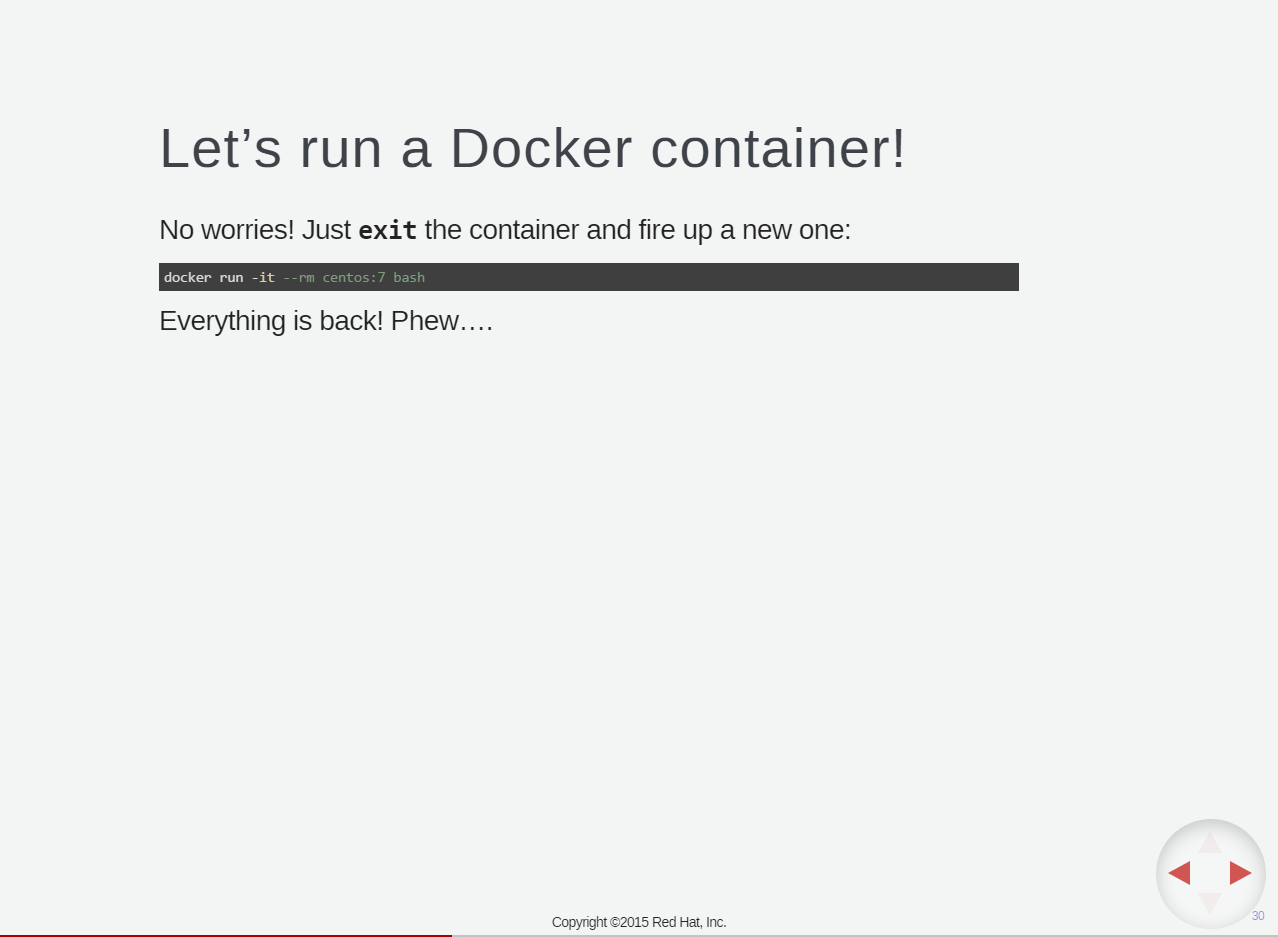 Let’s run a Docker container!
No worries! Just exit the container and fire up a new one:
docker run -it --rm centos:7 bash
Everything is back! Phew….
Copyright ©2015 Red Hat, Inc.
30